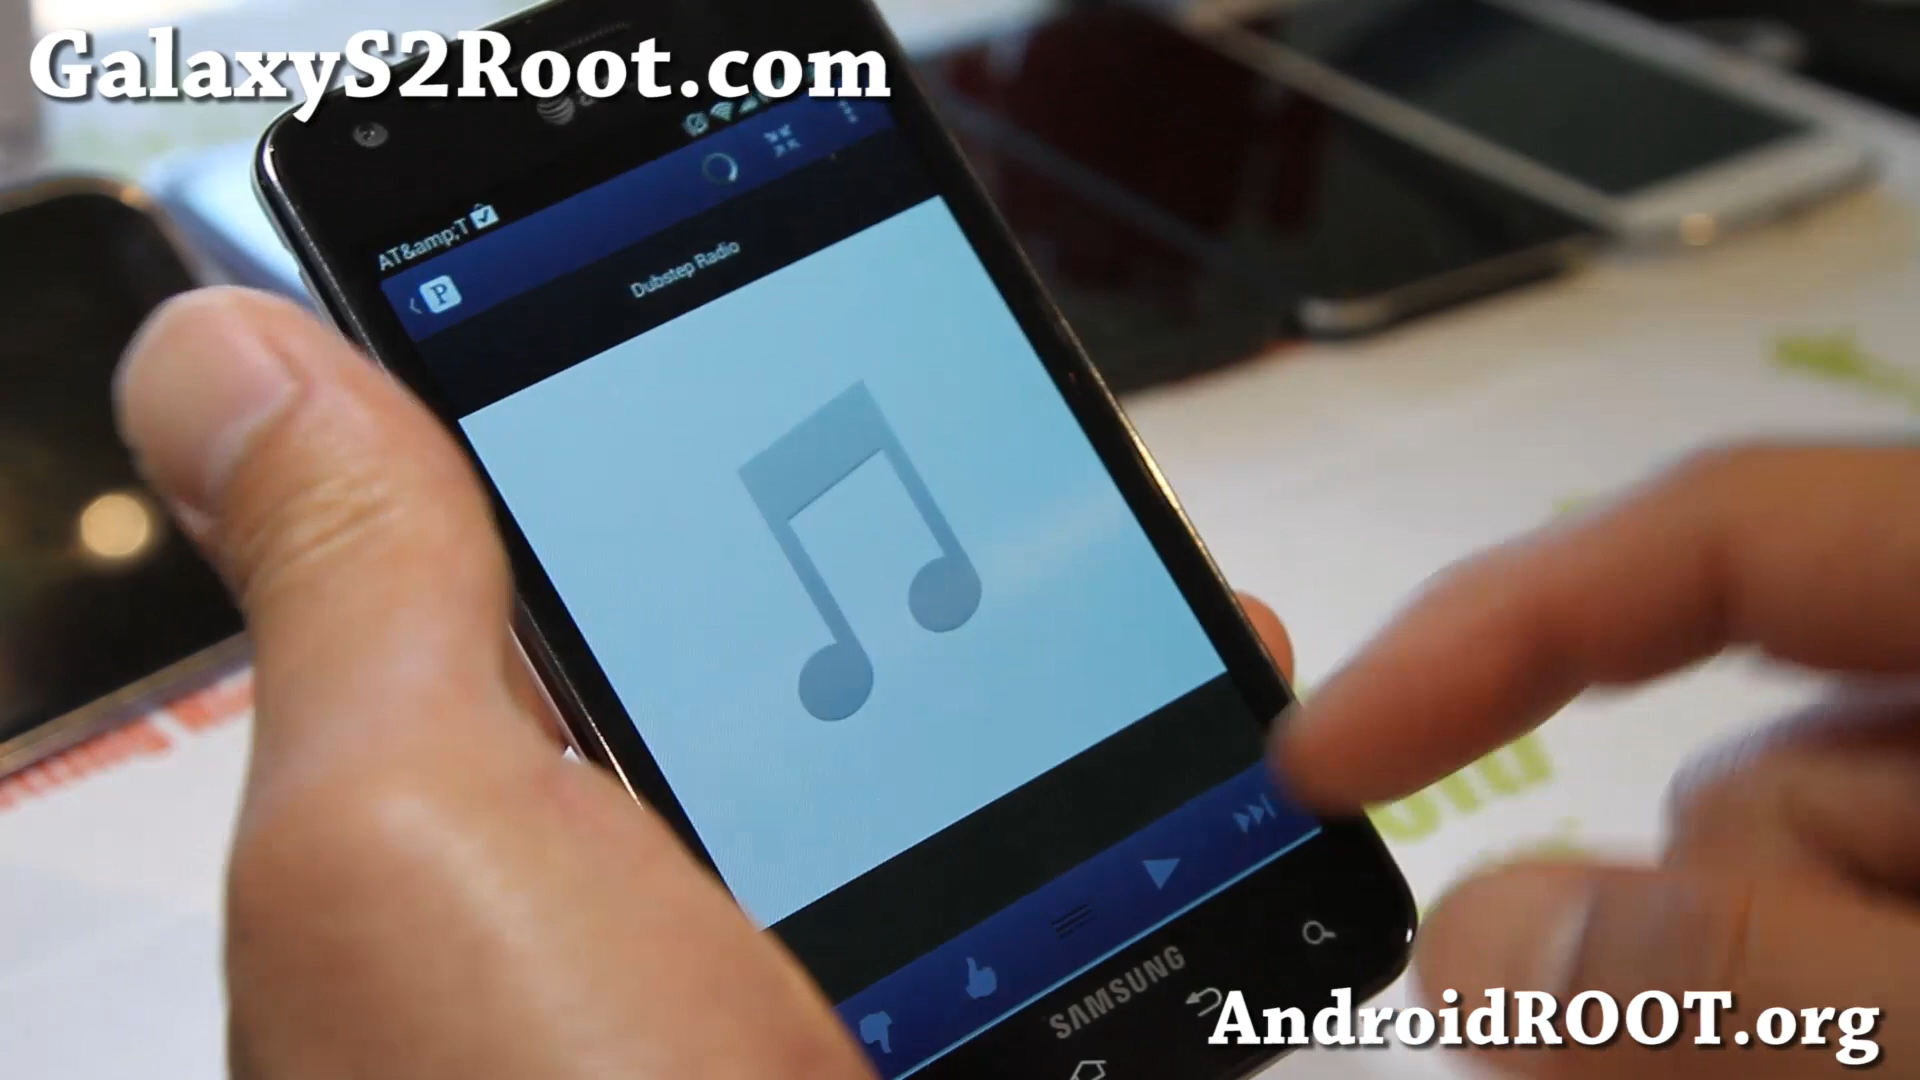 GalaxyS2Root.com
AT&amp;T
P
Dubstep Radio
SAMSUNG
AndroidROOT.org